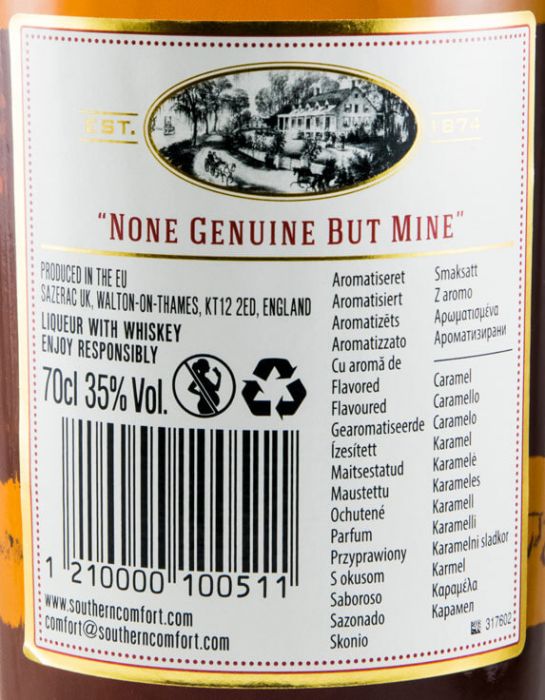 EST. 1874
"NONE GENUINE BUT MINE"
PRODUCED IN THE EU
SAZERAC UK, WALTON-ON-THAMES, KT12 2ED, ENGLAND
LIQUEUR WITH WHISKEY
ENJOY RESPONSIBLY
70cl 35% Vol.
1 210000 100511
www.southerncomfort.com
comfort@southerncomfort.com
Aromatiseret
Aromatisiert
Aromatizēts
Aromatizzato
Cu aromă de
Flavored
Flavoured
Gearomatiseerde
Ízesített
Maitsestatud
Maustettu
Ochutené
Parfum
Przyprawiony
S okusom
Saboroso
Sazonado
Skonio
Smaksatt
Z aromo
Αρωματισμένα
Ароматизирани
Caramel
Caramello
Caramelo
Karamel
Karamelė
Karameles
Karamell
Karamelli
Karamelni sladkor
Karmel
Καραμέλα
Карамел
317602